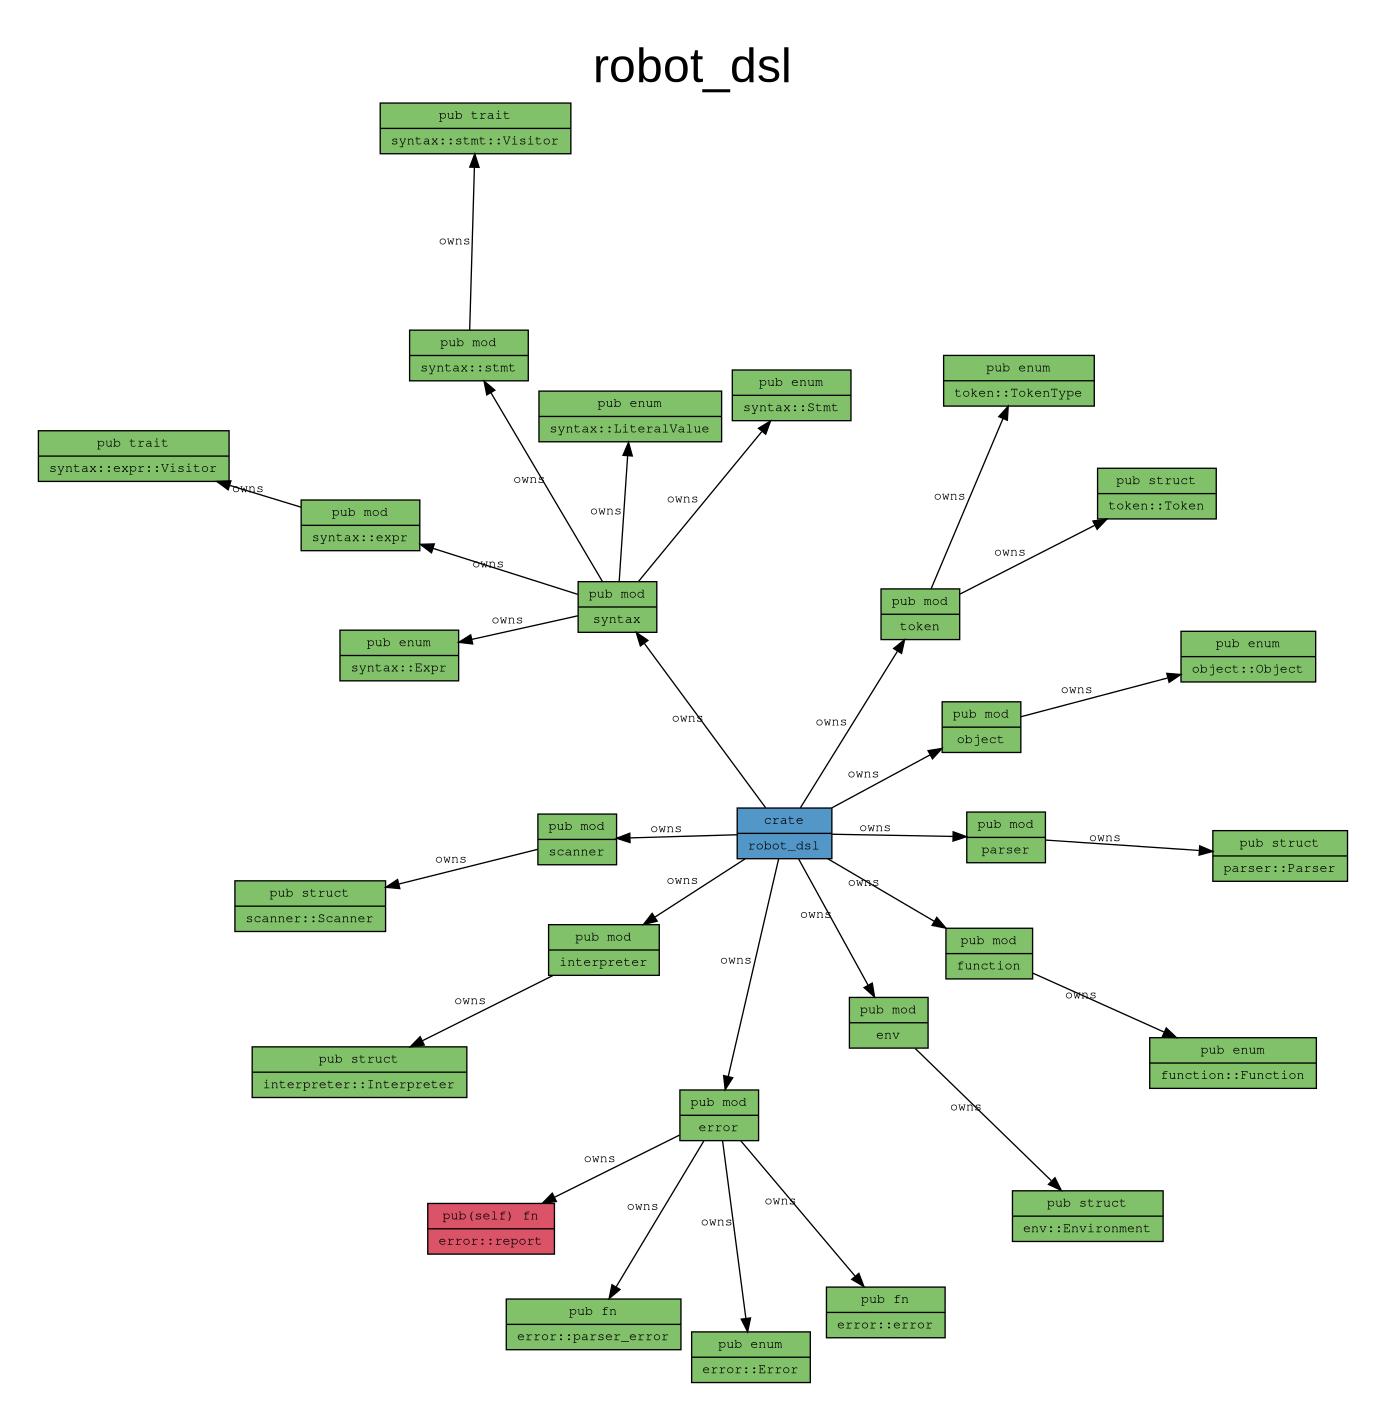 robot_dsl
pub trait
syntax::stmt::Visitor
owns
pub mod
syntax::stmt
pub enum
token::TokenType
pub enum
syntax::Stmt
pub enum
syntax::LiteralValue
pub trait
syntax::expr::Visitor
owns
pub mod
syntax::expr
owns
owns
owns
owns
pub struct
token::Token
owns
owns
owns
pub mod
syntax
pub mod
token
pub enum
syntax::Expr
owns
pub enum
object::Object
owns
owns
owns
pub mod
object
owns
pub mod
scanner
owns
crate
robot_dsl
owns
pub mod
parser
owns
pub struct
parser::Parser
owns
pub struct
scanner::Scanner
owns
owns
owns
pub mod
interpreter
pub mod
function
owns
owns
owns
pub mod
env
pub struct
interpreter::Interpreter
pub enum
function::Function
pub mod
error
owns
owns
owns
owns
owns
pub(self) fn
error::report
pub struct
env::Environment
pub fn
error::parser_error
pub enum
error::Error
pub fn
error::error